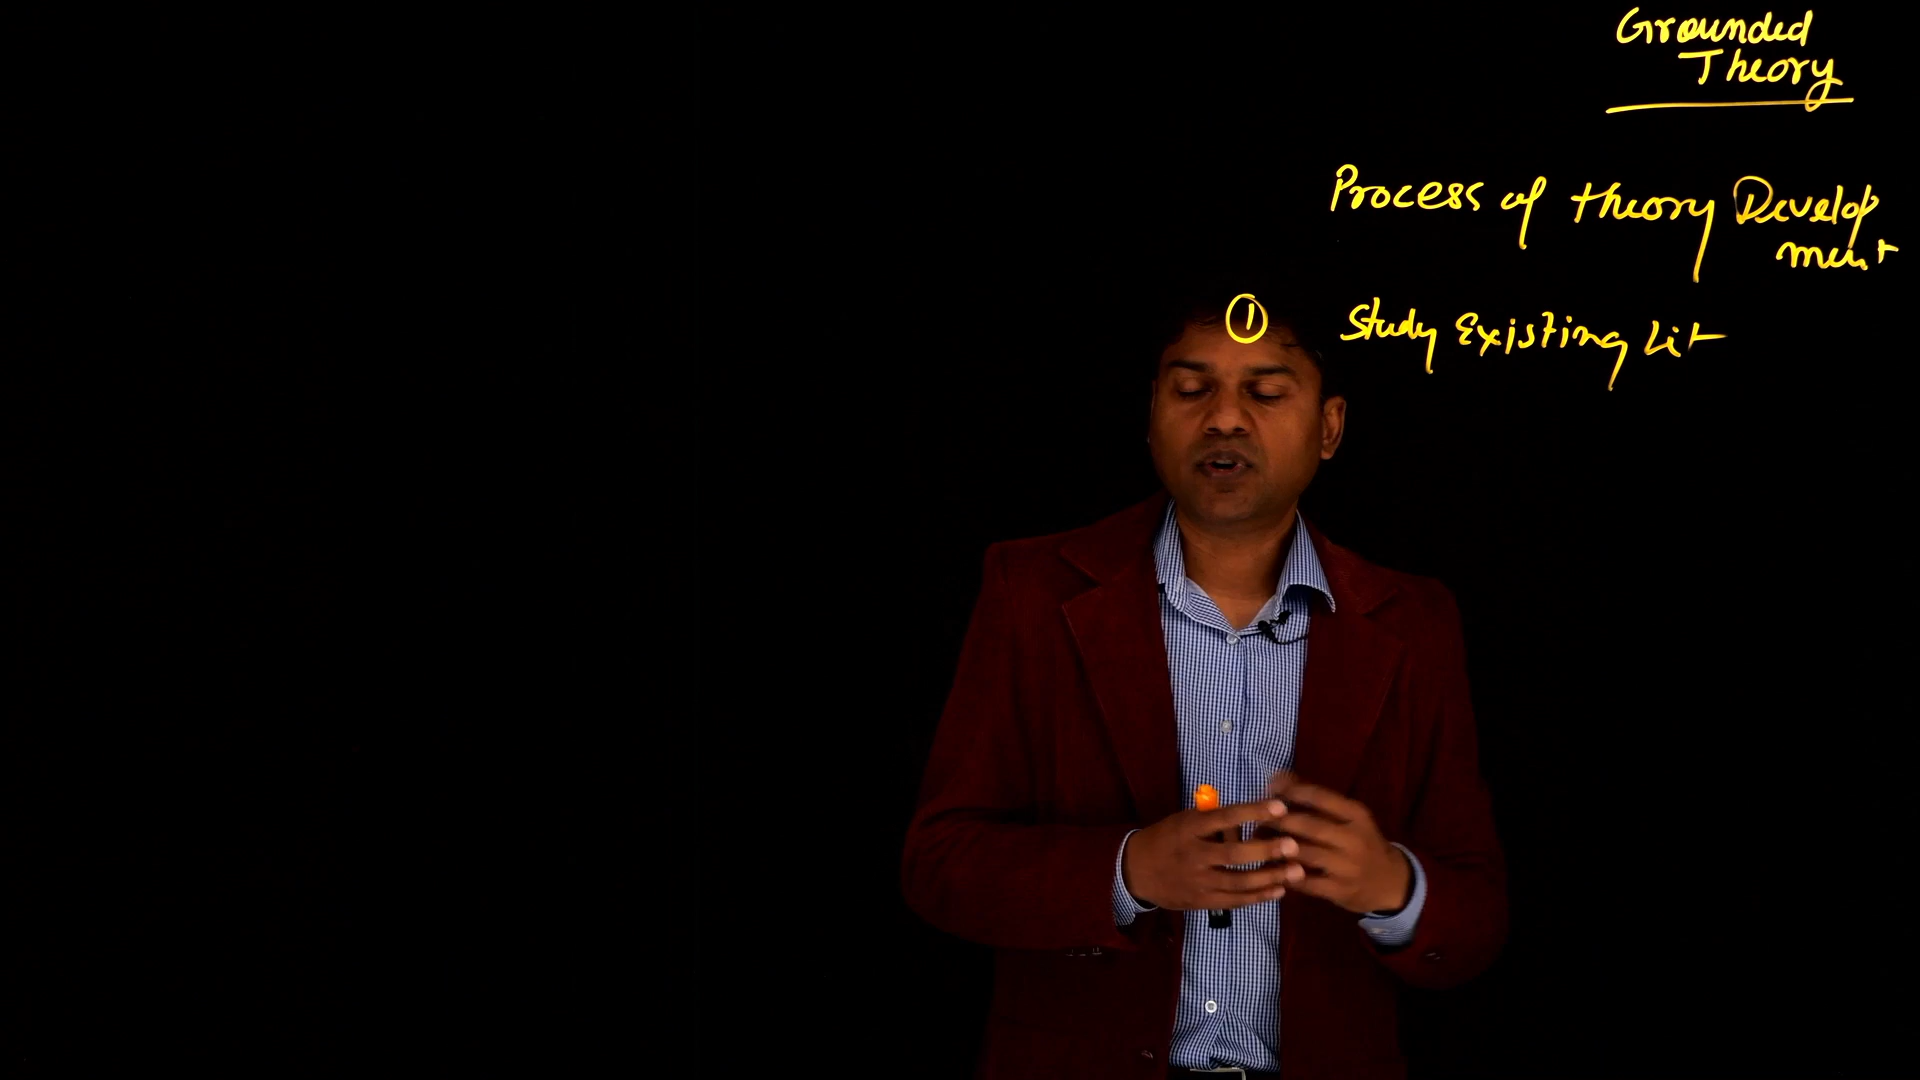 Grounded
Theory
Process of theory Develop
ment
① Study Existing Lit